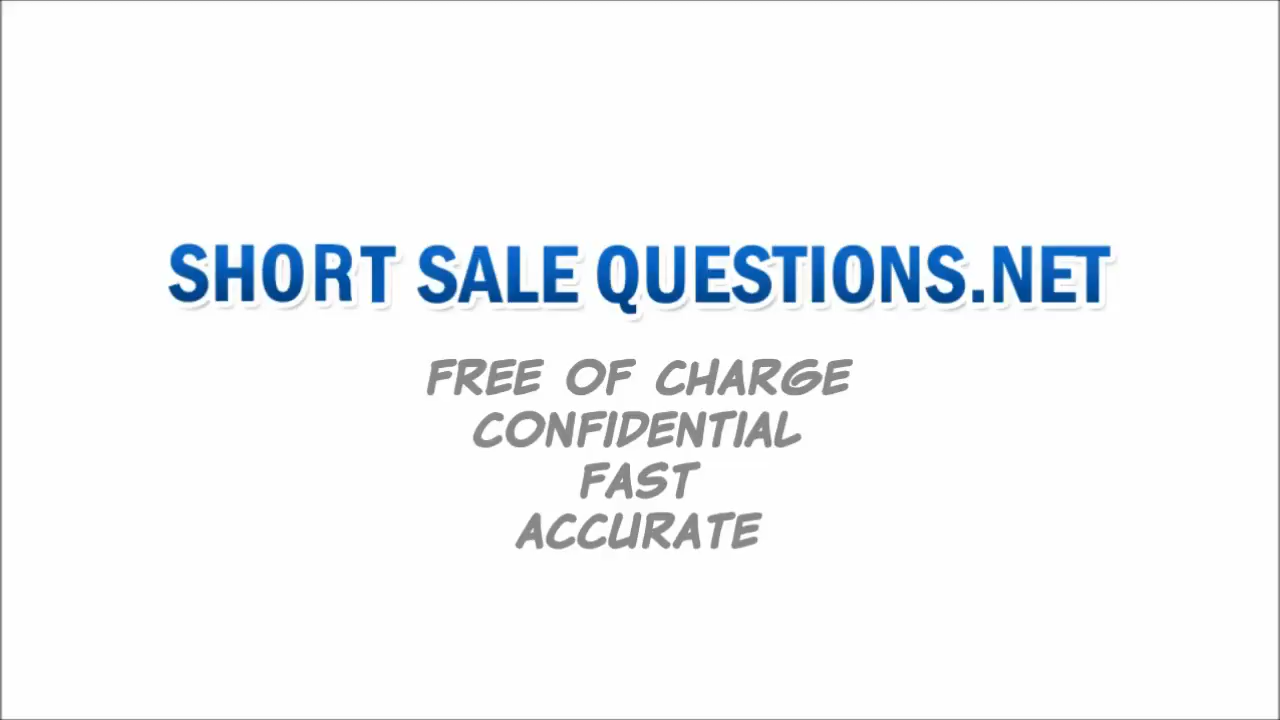 SHORT SALE QUESTIONS.NET
FREE OF CHARGE
CONFIDENTIAL
FAST
ACCURATE